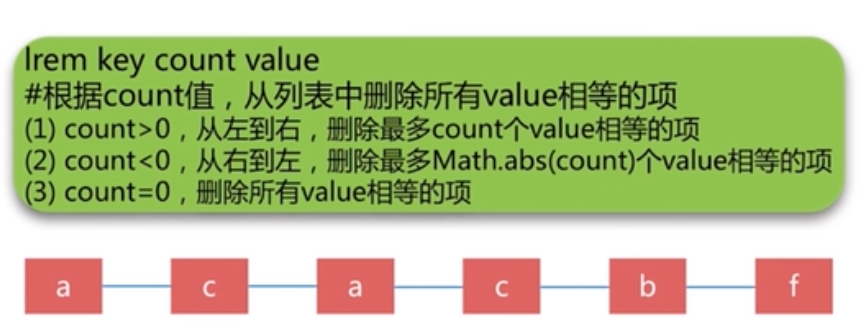 lrem key count value
#根据count值，从列表中删除所有value相等的项
(1) count>0，从左到右，删除最多count个value相等的项
(2) count<0，从右到左，删除最多Math.abs(count)个value相等的项
(3) count=0，删除所有value相等的项
a c a c b f